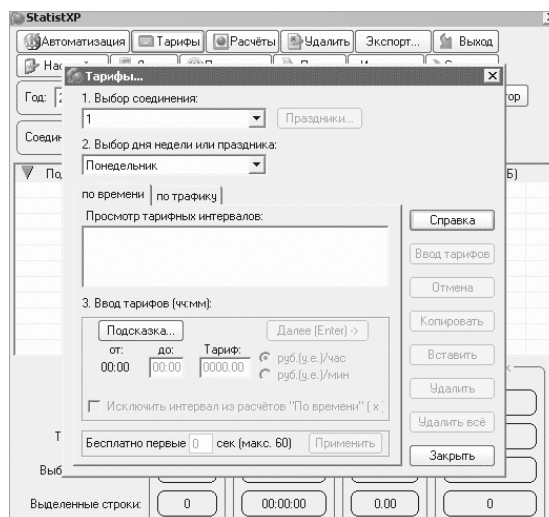 StatistXP
Автоматизация Тарифы Расчёты Удалить Экспорт... Выход
Тарифы...
Год:
1. Выбор соединения:
1 Праздники...
2. Выбор дня недели или праздника:
Понедельник
по времени по трафику
Просмотр тарифных интервалов:
Справка
Ввод тарифов
Отмена
3. Ввод тарифов (чч:мм):
Копировать
Подсказка... Далее (Enter) ->
от: до: Тариф: руб.(у.е.)/час
Вставить
00:00 00:00 0000.00 руб.(у.е.)/мин
Удалить
Исключить интервал из расчётов "По времени" ( x )
Удалить всё
Бесплатно первые 0 сек (макс. 60) Применить
Закрыть
Выделенные строки: 0 00:00:00 0.00 0